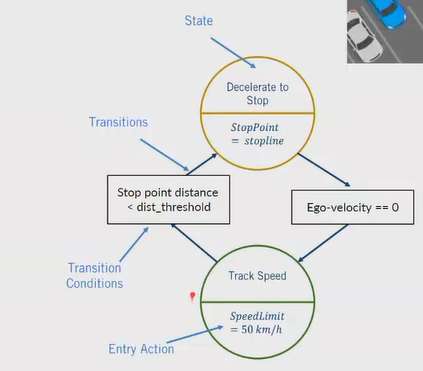 State
Decelerate to
Stop
StopPoint
= stopline
Transitions
Stop point distance
< dist_threshold
Ego-velocity == 0
Transition
Conditions
Track Speed
SpeedLimit
= 50 km/h
Entry Action